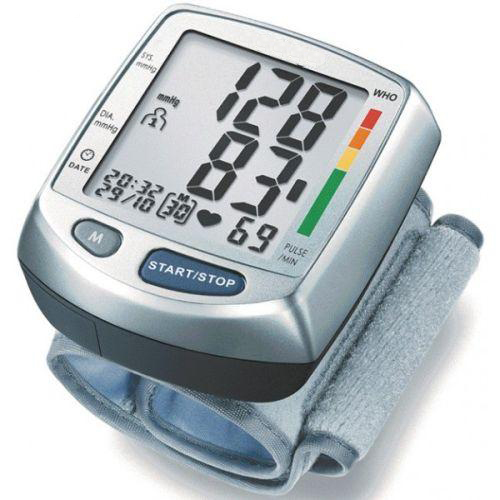 SYS.
mmHg
128
WHO
mmHg
1
DIA.
mmHg
83
DATE
20:32 M
29/10 30
69
PULSE
/MIN
M
START/STOP